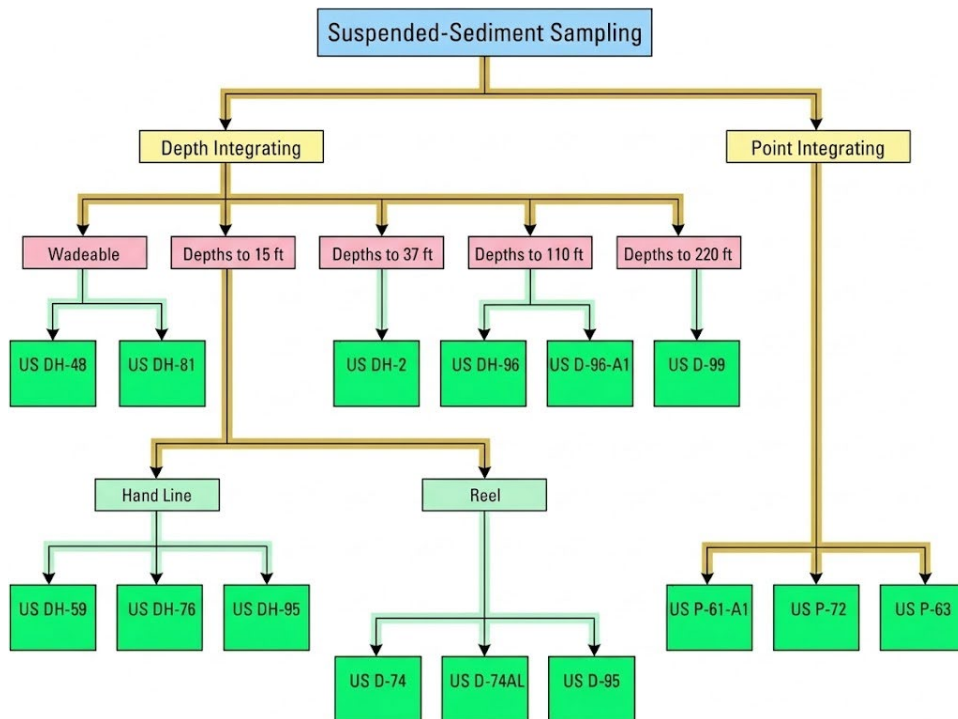 Suspended-Sediment Sampling
Depth Integrating
Point Integrating
Wadeable
Depths to 15 ft
Depths to 37 ft
Depths to 110 ft
Depths to 220 ft
US DH-48
US DH-81
US DH-2
US DH-96
US D-96-A1
US D-99
Hand Line
Reel
US DH-59
US DH-76
US DH-95
US P-61-A1
US P-72
US P-63
US D-74
US D-74AL
US D-95